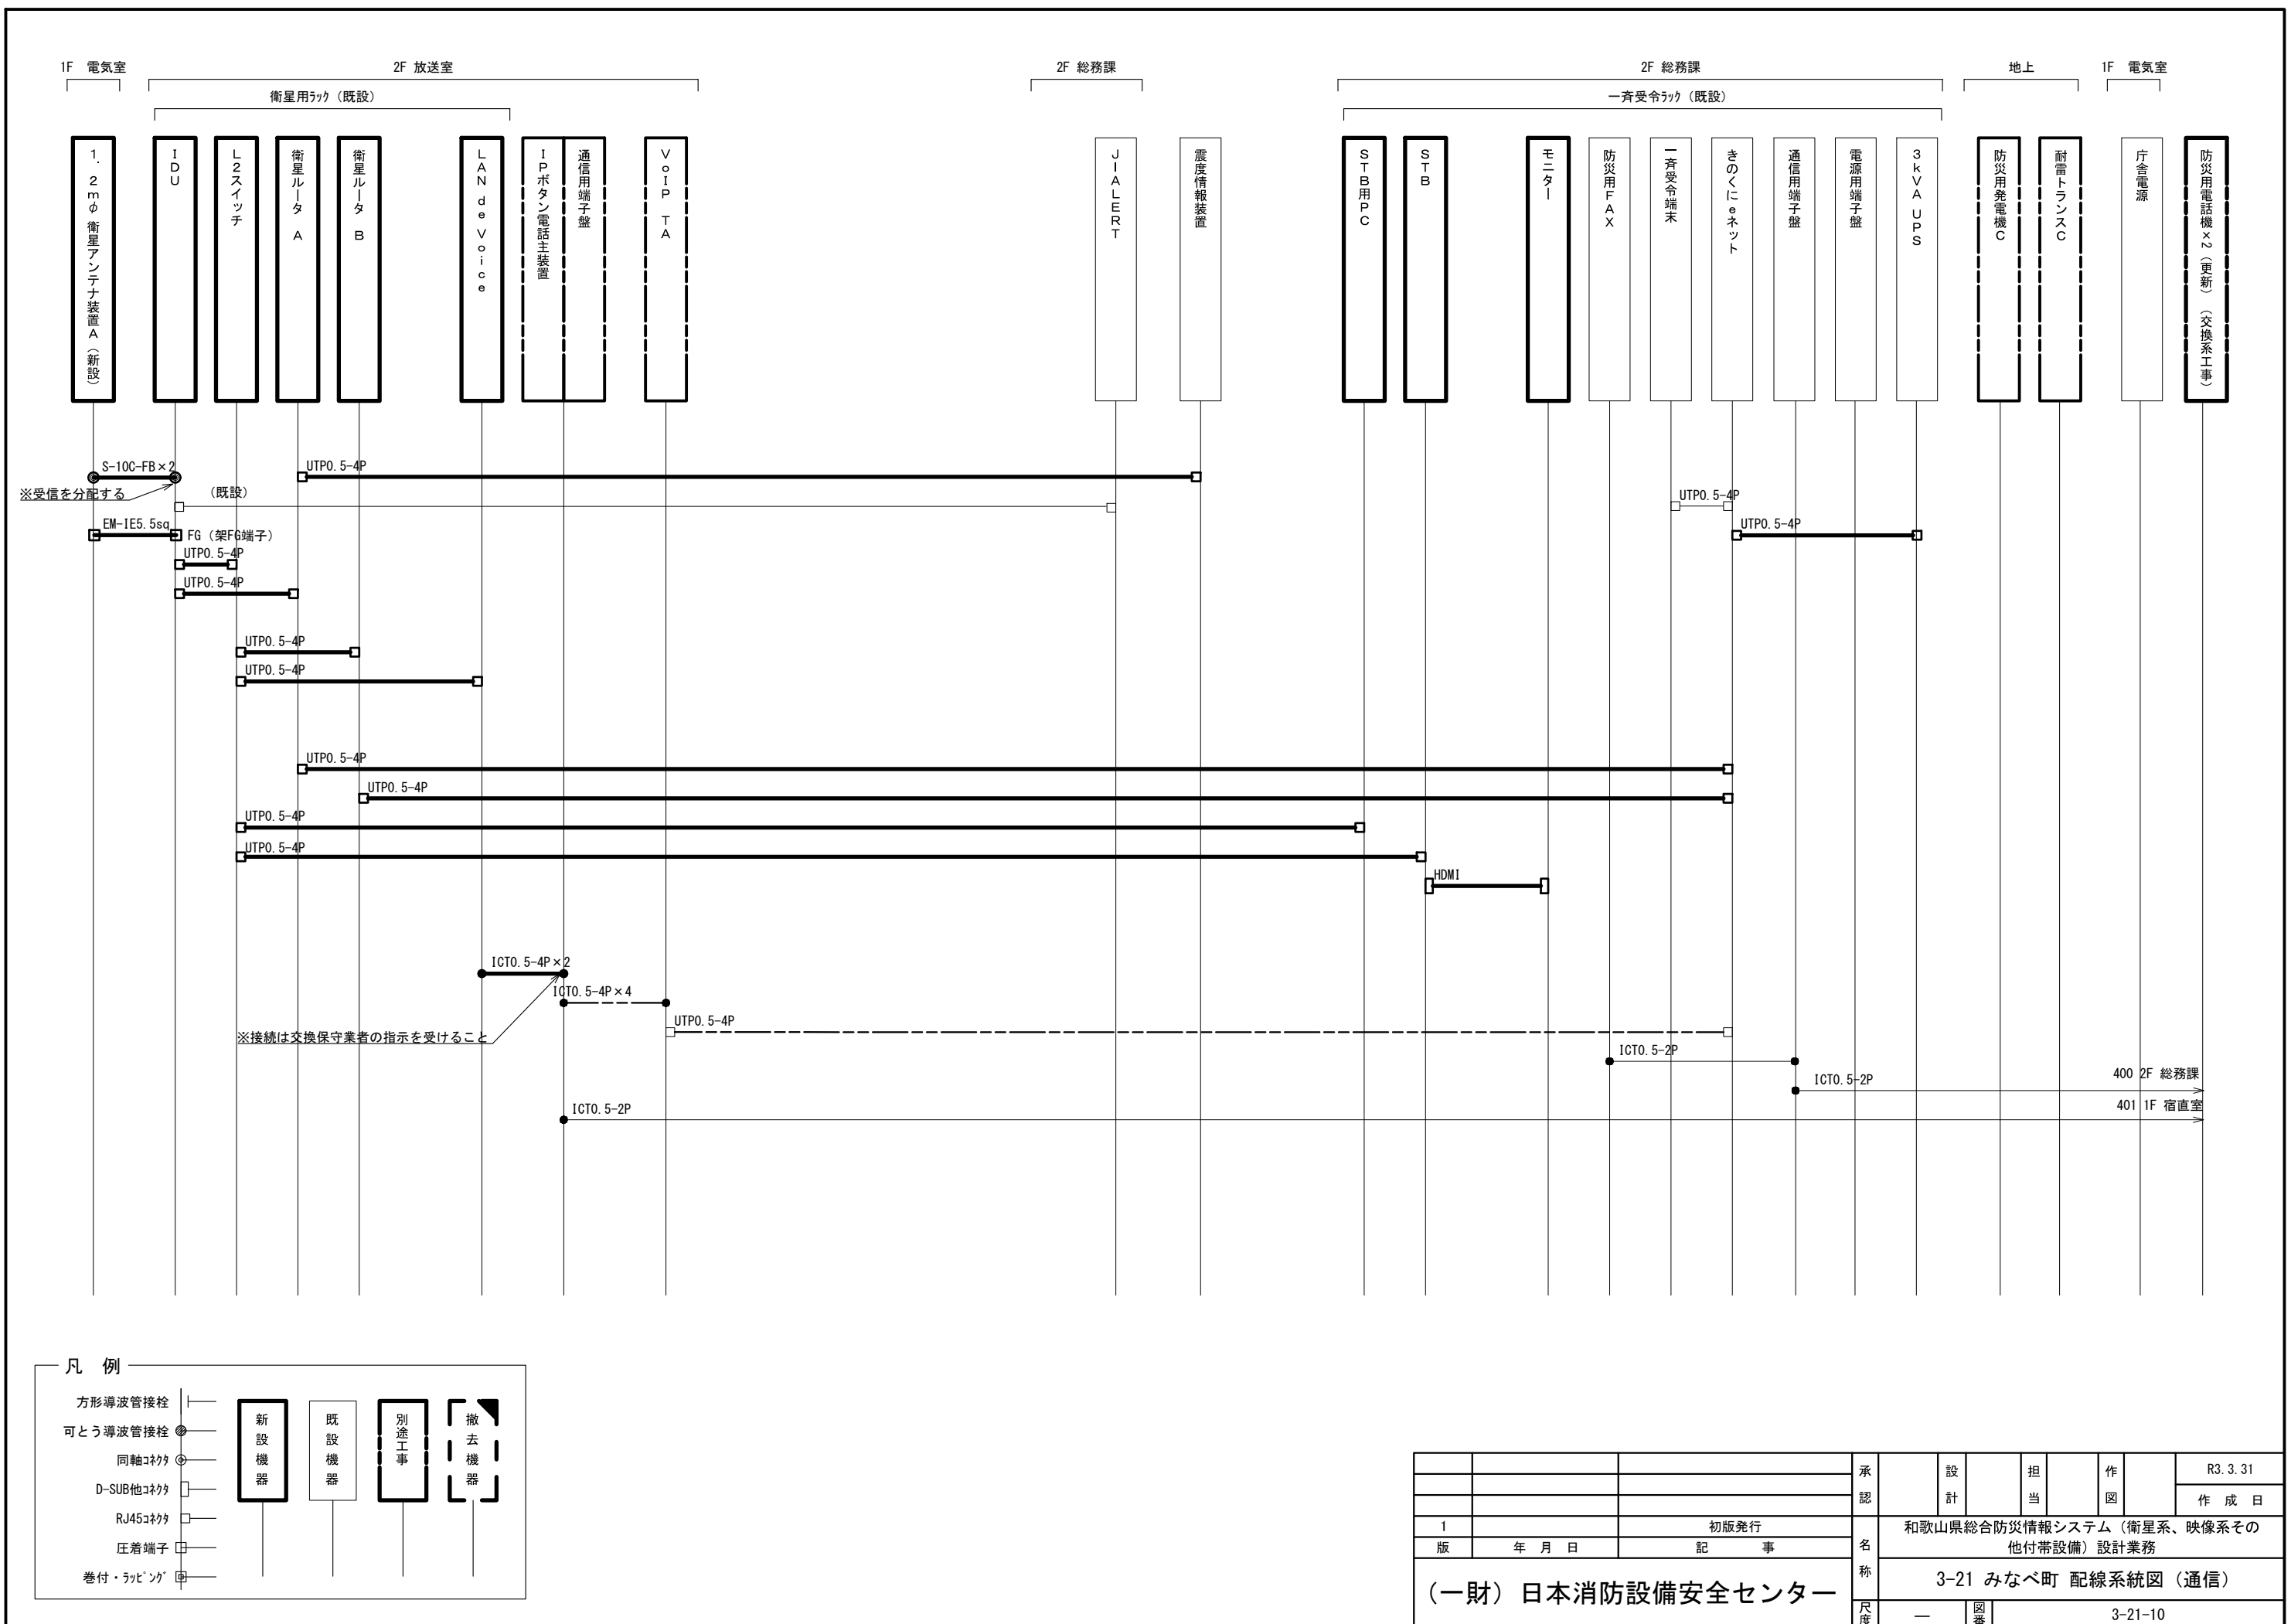 1F 電気室
2F 放送室
2F 総務課
2F 総務課
地上
1F 電気室
衛星用ﾗｯｸ（既設）
一斉受令ﾗｯｸ（既設）
1．2mφ 衛星アンテナ装置A（新設）
IDU
L2スイッチ
衛星ルータ A
衛星ルータ B
LAN de Voice
IPボタン電話主装置
通信用端子盤
VoIP TA
JIALERT
震度情報装置
STB用PC
STB
モニター
防災用FAX
一斉受令端末
きのくにeネット
通信用端子盤
電源用端子盤
3kVA UPS
防災用発電機C
耐雷トランスC
庁舎電源
防災用電話機×2（更新）（交換系工事）
S-10C-FB×2
UTP0.5-4P
※受信を分配する
（既設）
UTP0.5-4P
EM-IE5.5sq
FG（架FG端子）
UTP0.5-4P
UTP0.5-4P
UTP0.5-4P
UTP0.5-4P
UTP0.5-4P
UTP0.5-4P
UTP0.5-4P
UTP0.5-4P
UTP0.5-4P
HDMI
ICT0.5-4P×2
ICT0.5-4P×4
UTP0.5-4P
※接続は交換保守業者の指示を受けること
ICT0.5-2P
ICT0.5-2P
400 2F 総務課
ICT0.5-2P
401 1F 宿直室
凡 例
方形導波管接栓
可とう導波管接栓
同軸ｺﾈｸﾀ
D-SUB他ｺﾈｸﾀ
RJ45ｺﾈｸﾀ
圧着端子
巻付・ﾗｯﾋﾟﾝｸﾞ
新設機器
既設機器
別途工事
撤去機器
承認
設計
担当
作図
R3.3.31
作 成 日
1
初版発行
版
年 月 日
記 事
名称
和歌山県総合防災情報システム（衛星系、映像系その
他付帯設備）設計業務
（一財）日本消防設備安全センター
3-21 みなべ町 配線系統図（通信）
尺度
—
図番
3-21-10